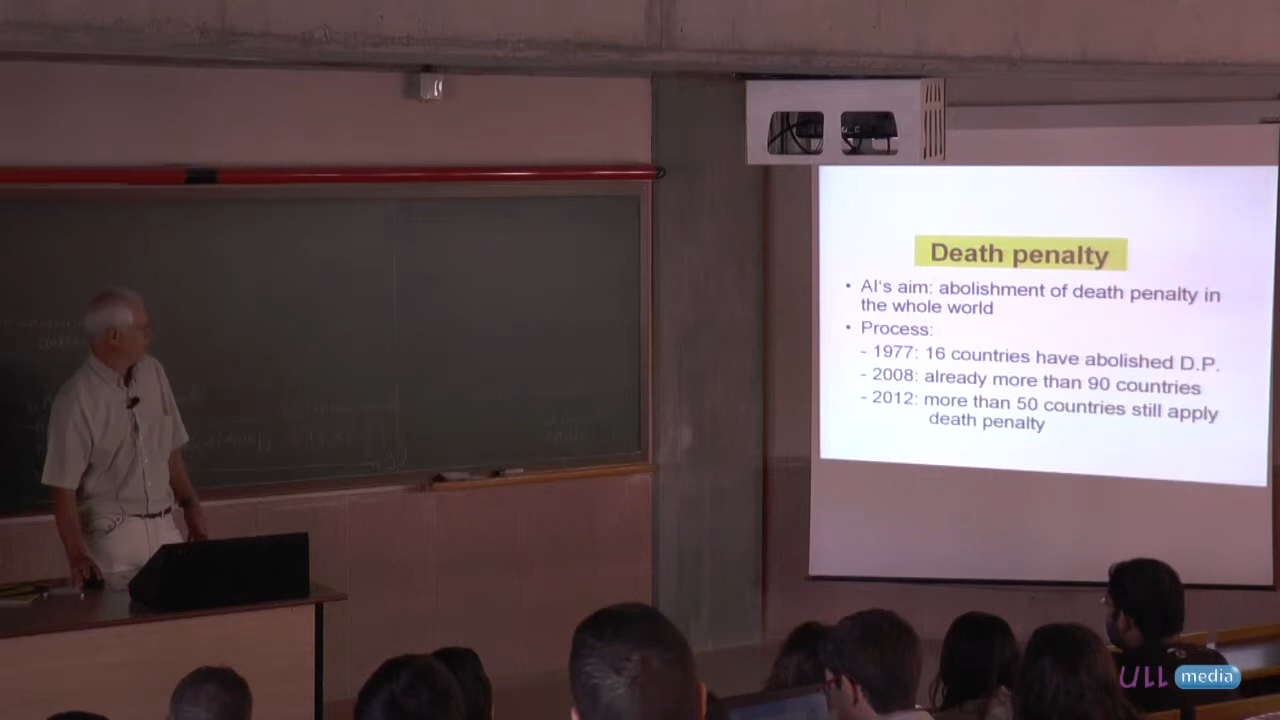 Death penalty
• AI's aim: abolishment of death penalty in
the whole world
• Process:
- 1977: 16 countries have abolished D.P.
- 2008: already more than 90 countries
- 2012: more than 50 countries still apply
death penalty
ULL media